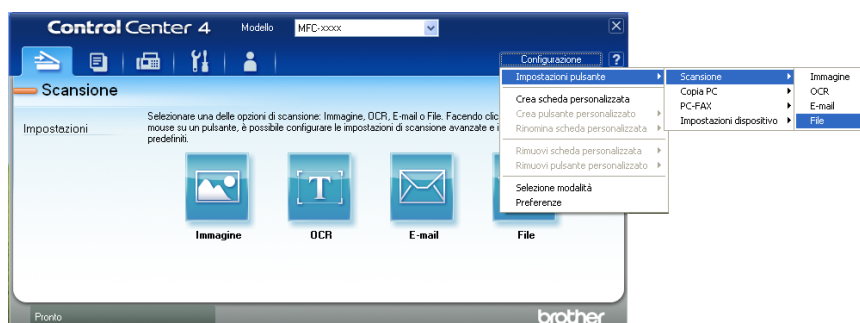 Control Center 4 Modello MFC-xxxx
Configurazione ?
Scansione
Impostazioni
Selezionare una delle opzioni di scansione: Immagine, OCR, E-mail o File. Facendo clic
mouse su un pulsante, è possibile configurare le impostazioni di scansione avanzate e i
predefiniti.
Immagine
OCR
E-mail
File
Impostazioni pulsante
Crea scheda personalizzata
Crea pulsante personalizzato
Rinomina scheda personalizzata
Rimuovi scheda personalizzata
Rimuovi pulsante personalizzato
Selezione modalità
Preferenze
Scansione
Copia PC
PC-FAX
Impostazioni dispositivo
Immagine
OCR
E-mail
File
Pronto
brother